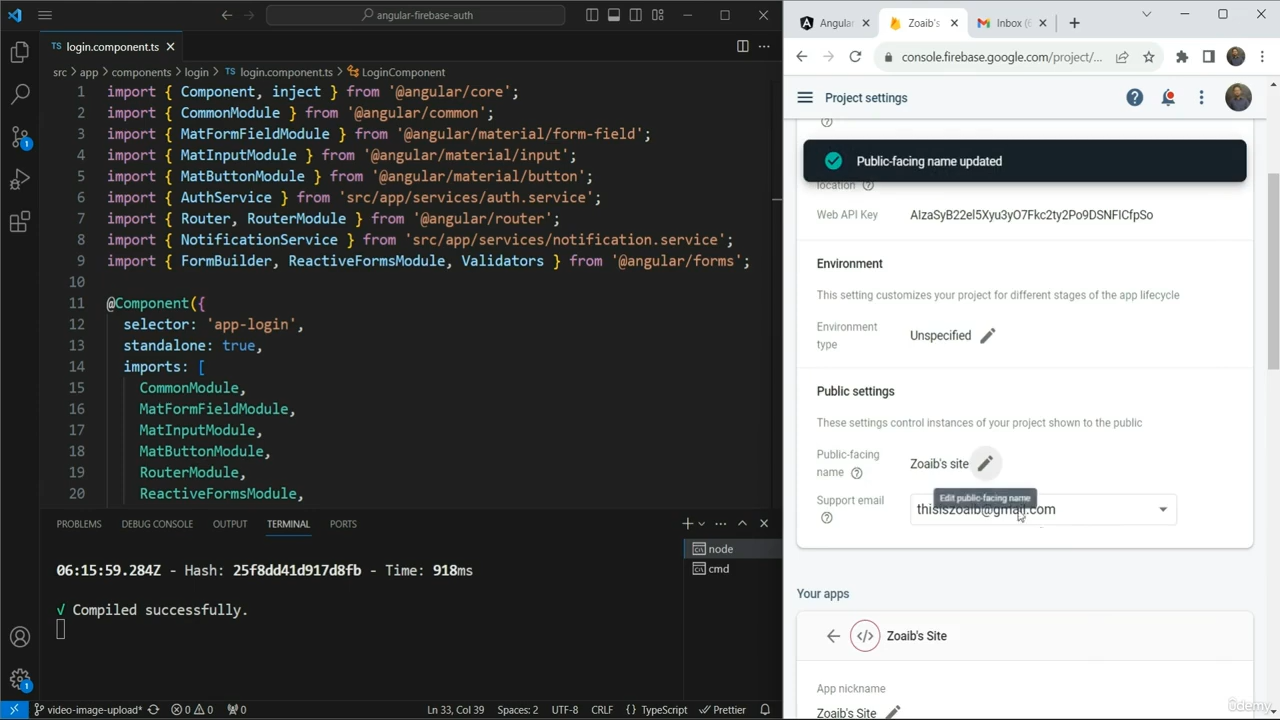 angular-firebase-auth
login.component.ts
src > app > components > login > TS login.component.ts > LoginComponent
1 import { Component, inject } from '@angular/core';
2 import { CommonModule } from '@angular/common';
3 import { MatFormFieldModule } from '@angular/material/form-field';
4 import { MatInputModule } from '@angular/material/input';
5 import { MatButtonModule } from '@angular/material/button';
6 import { AuthService } from 'src/app/services/auth.service';
7 import { Router, RouterModule } from '@angular/router';
8 import { NotificationService } from 'src/app/services/notification.service';
9 import { FormBuilder, ReactiveFormsModule, Validators } from '@angular/forms';
10
11 @Component({
12 selector: 'app-login',
13 standalone: true,
14 imports: [
15 CommonModule,
16 MatFormFieldModule,
17 MatInputModule,
18 MatButtonModule,
19 RouterModule,
20 ReactiveFormsModule,
PROBLEMS DEBUG CONSOLE OUTPUT TERMINAL PORTS
node
cmd
06:15:59.284Z - Hash: 25f8dd41d917d8fb - Time: 918ms
√ Compiled successfully.
video-image-upload* 0 0 0 Ln 33, Col 39 Spaces: 2 UTF-8 CRLF {} TypeScript Prettier
Angular Zoaib's Inbox (6
console.firebase.google.com/project/...
Project settings
Public-facing name updated
location
Web API Key
Environment
This setting customizes your project for different stages of the app lifecycle
Environment type Unspecified
Public settings
These settings control instances of your project shown to the public
Public-facing name Zoaib's site
Edit public-facing name
Support email thisiszoaib@gmail.com
Your apps
Zoaib's Site
App nickname
Zoaib's Site
ûdemy